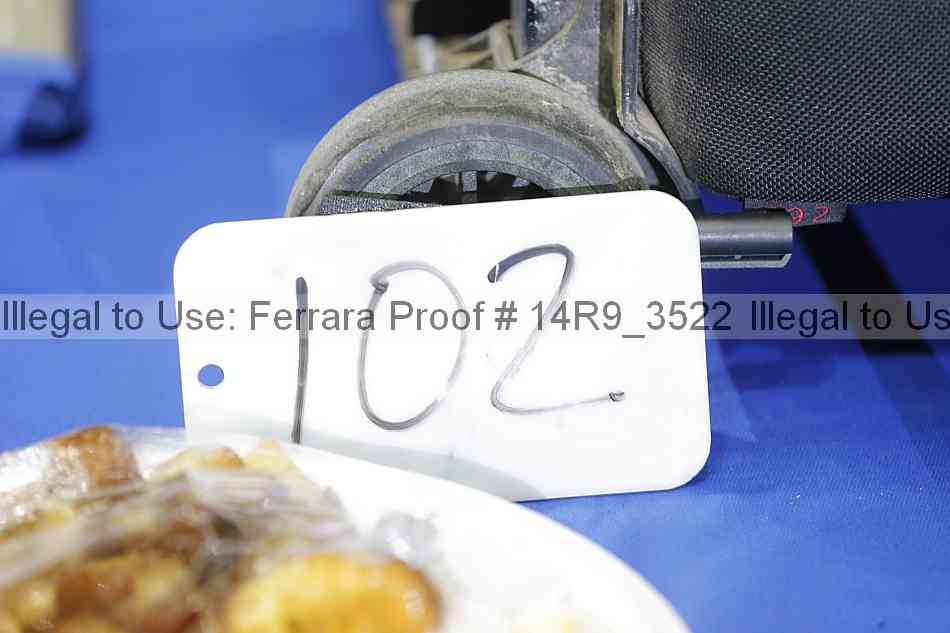 102
Illegal to Use: Ferrara Proof # 14R9_3522 Illegal to Us